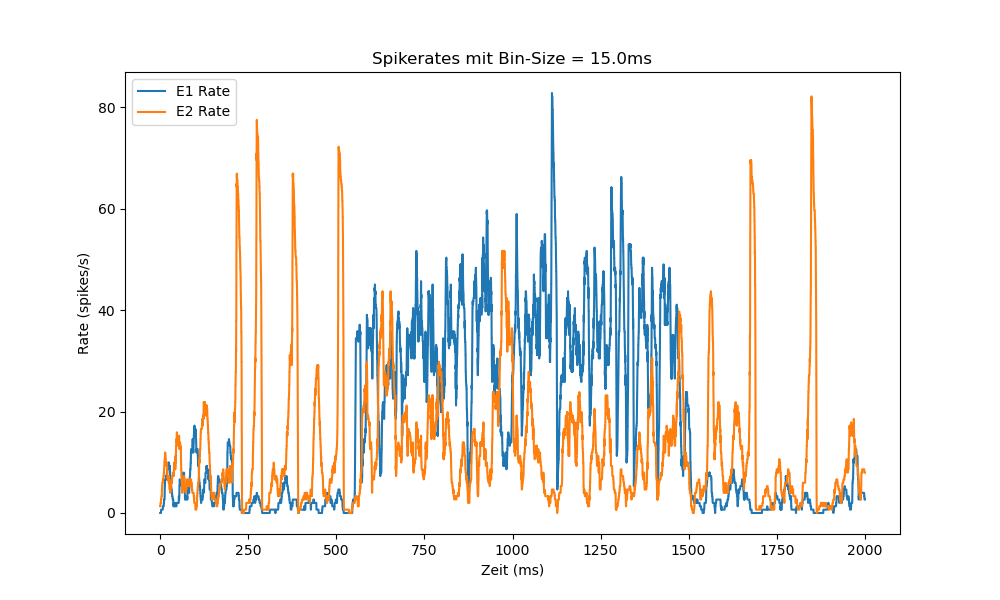 Spikerates mit Bin-Size = 15.0ms
E1 Rate
E2 Rate
80
60
40
20
0
Rate (spikes/s)
0 250 500 750 1000 1250 1500 1750 2000
Zeit (ms)